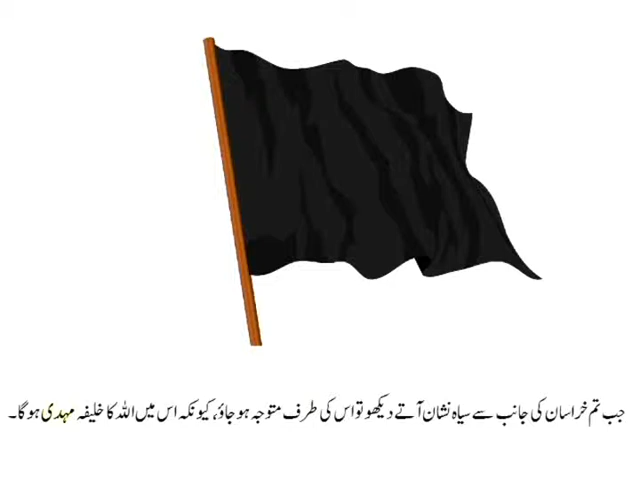 جب تم خراسان کی جانب سے سیاہ نشان آتے دیکھو تو اس کی طرف متوجہ ہو جاؤ، کیونکہ اس میں اللہ کا خلیفہ مہدی ہو گا۔